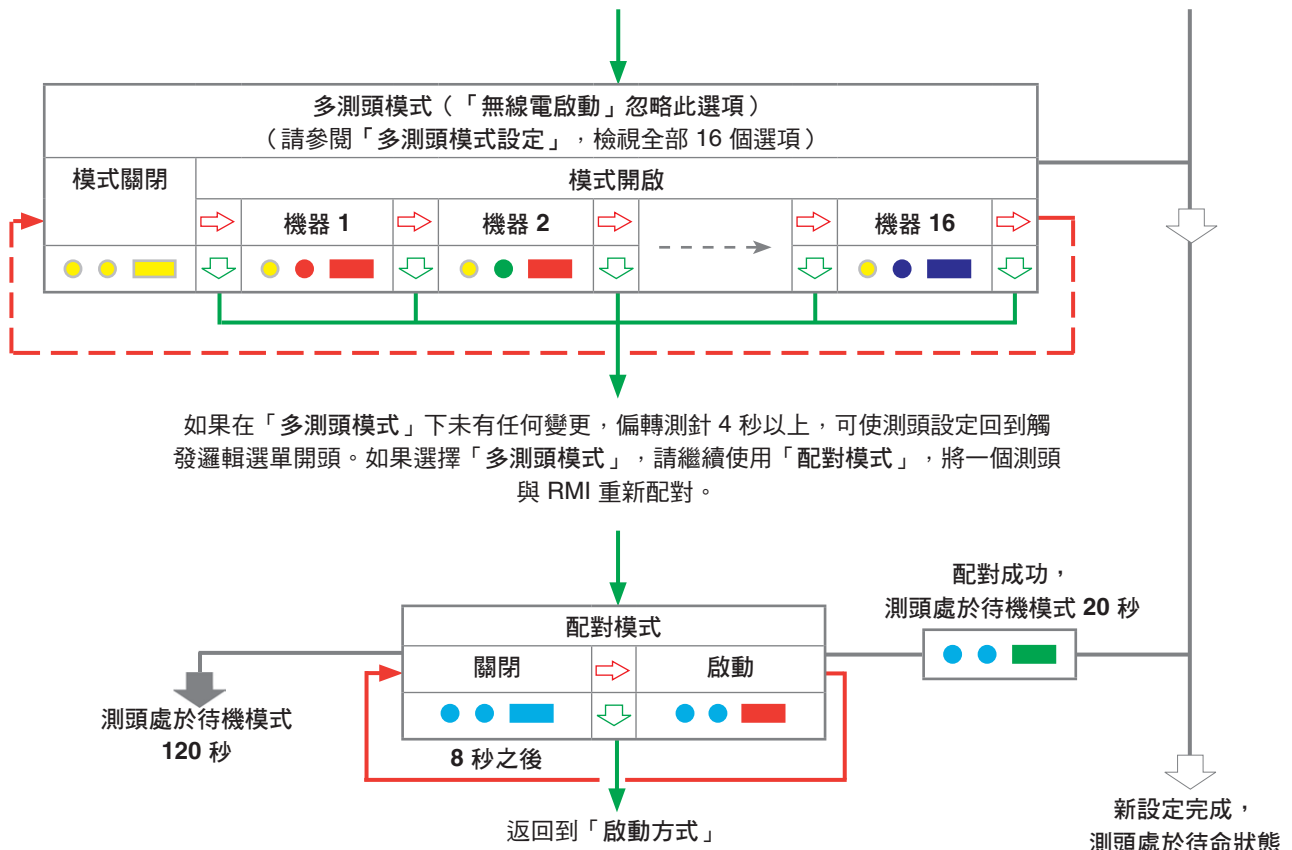 多測頭模式（「無線電啟動」忽略此選項）
（請參閱「多測頭模式設定」，檢視全部 16 個選項）
模式關閉
模式開啟
機器 1
機器 2
機器 16
如果在「多測頭模式」下未有任何變更，偏轉測針 4 秒以上，可使測頭設定回到觸
發邏輯選單開頭。如果選擇「多測頭模式」，請繼續使用「配對模式」，將一個測頭
與 RMI 重新配對。
配對成功，
測頭處於待機模式 20 秒
配對模式
關閉
啟動
測頭處於待機模式
120 秒
8 秒之後
返回到「啟動方式」
新設定完成，
測頭處於待命狀態